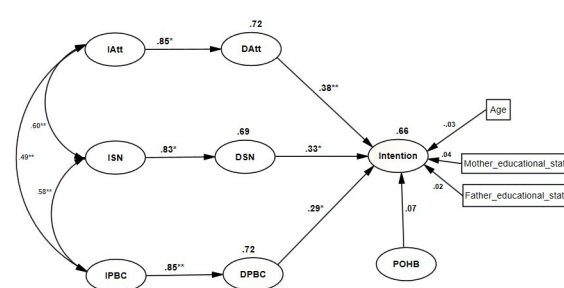 .72
IAtt .85* DAtt
.38**
Age
.60**
-.03
.69
.66
.49**
ISN .83* DSN .33* Intention
.04
Mother_educational_stat
.02
.58**
Father_educational_stat
.29*
.07
.72
IPBC .85** DPBC
POHB